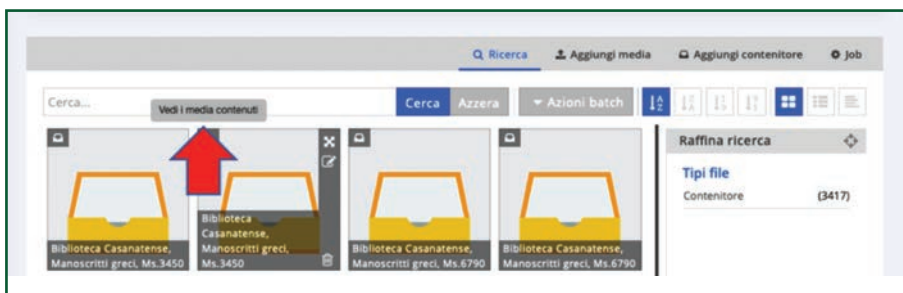 Ricerca Aggiungi media Aggiungi contenitore Job
Cerca... Cerca Azzera Azioni batch
Vedi i media contenuti
Raffina ricerca
Tipi file
Contenitore (3417)
Biblioteca Casanatense,
Manoscritti greci, Ms.3450
Biblioteca
Casanatense,
Manoscritti greci,
Ms.3450
Biblioteca Casanatense,
Manoscritti greci, Ms.6790
Biblioteca Casanatense,
Manoscritti greci, Ms.6790